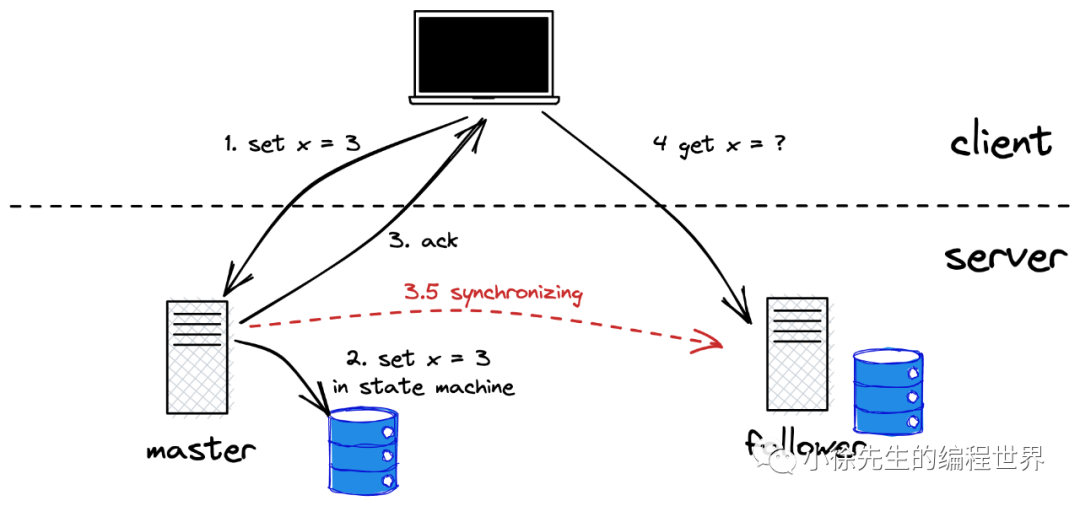 1. set x = 3
4 get x = ?
client
3. ack
server
3.5 synchronizing
2. set x = 3
in state machine
master
follower
小徐先生的编程世界